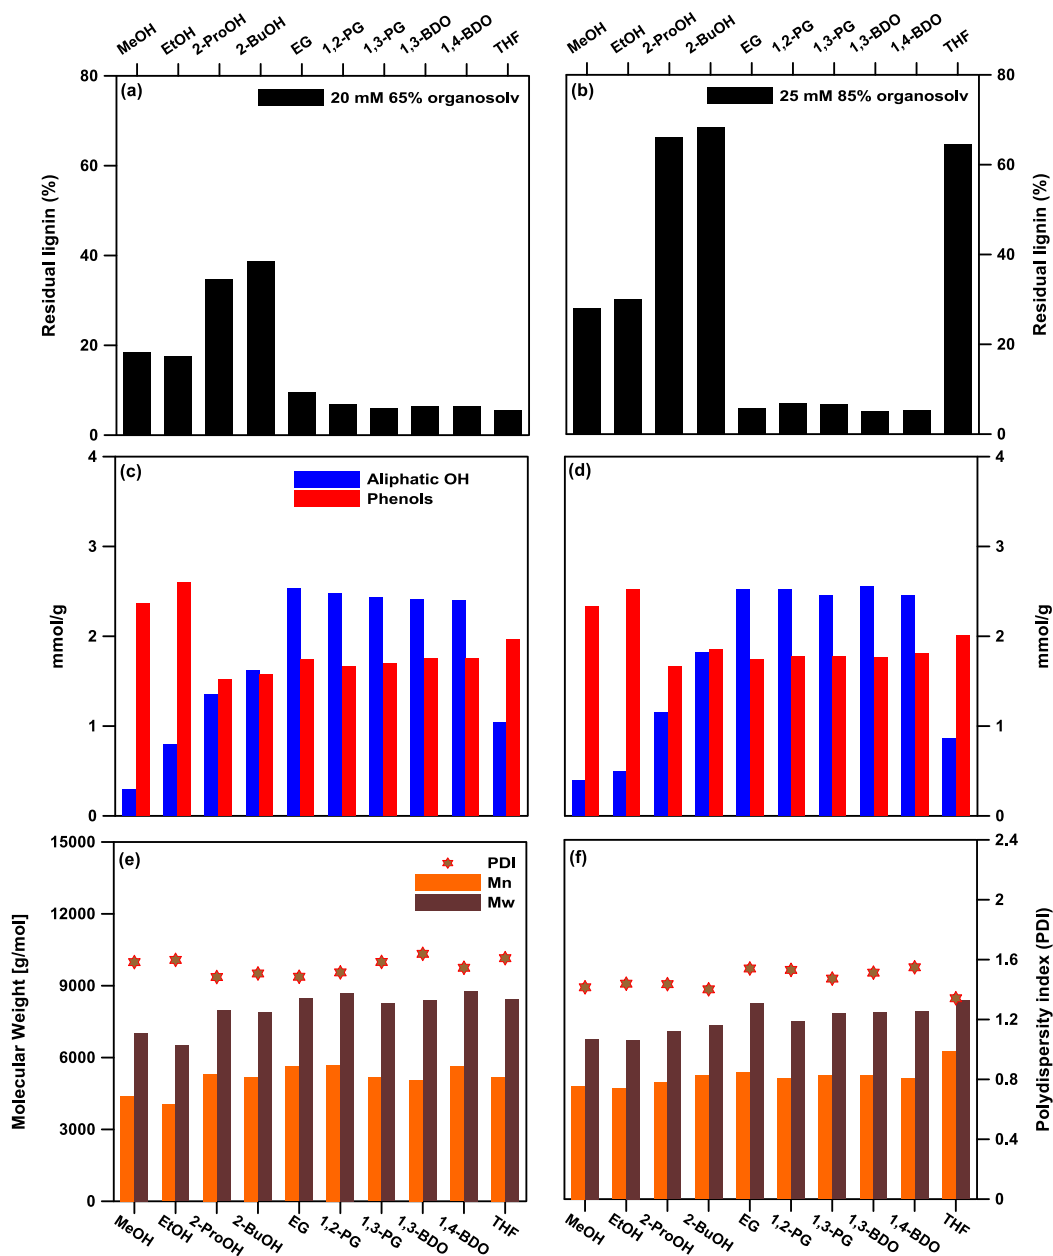 MeOH EtOH 2-ProOH 2-BuOH EG 1,2-PG 1,3-PG 1,3-BDO 1,4-BDO THF
MeOH EtOH 2-ProOH 2-BuOH EG 1,2-PG 1,3-PG 1,3-BDO 1,4-BDO THF
(a)
20 mM 65% organosolv
80
60
40
20
0
Residual lignin (%)
(b)
25 mM 85% organosolv
80
60
40
20
0
Residual lignin (%)
(c)
Aliphatic OH
Phenols
4
3
2
1
0
mmol/g
(d)
4
3
2
1
0
mmol/g
(e)
PDI
Mn
Mw
15000
12000
9000
6000
3000
0
Molecular Weight [g/mol]
(f)
2.4
2
1.6
1.2
0.8
0.4
0
Polydispersity index (PDI)
MeOH EtOH 2-ProOH 2-BuOH EG 1,2-PG 1,3-PG 1,3-BDO 1,4-BDO THF
MeOH EtOH 2-ProOH 2-BuOH EG 1,2-PG 1,3-PG 1,3-BDO 1,4-BDO THF